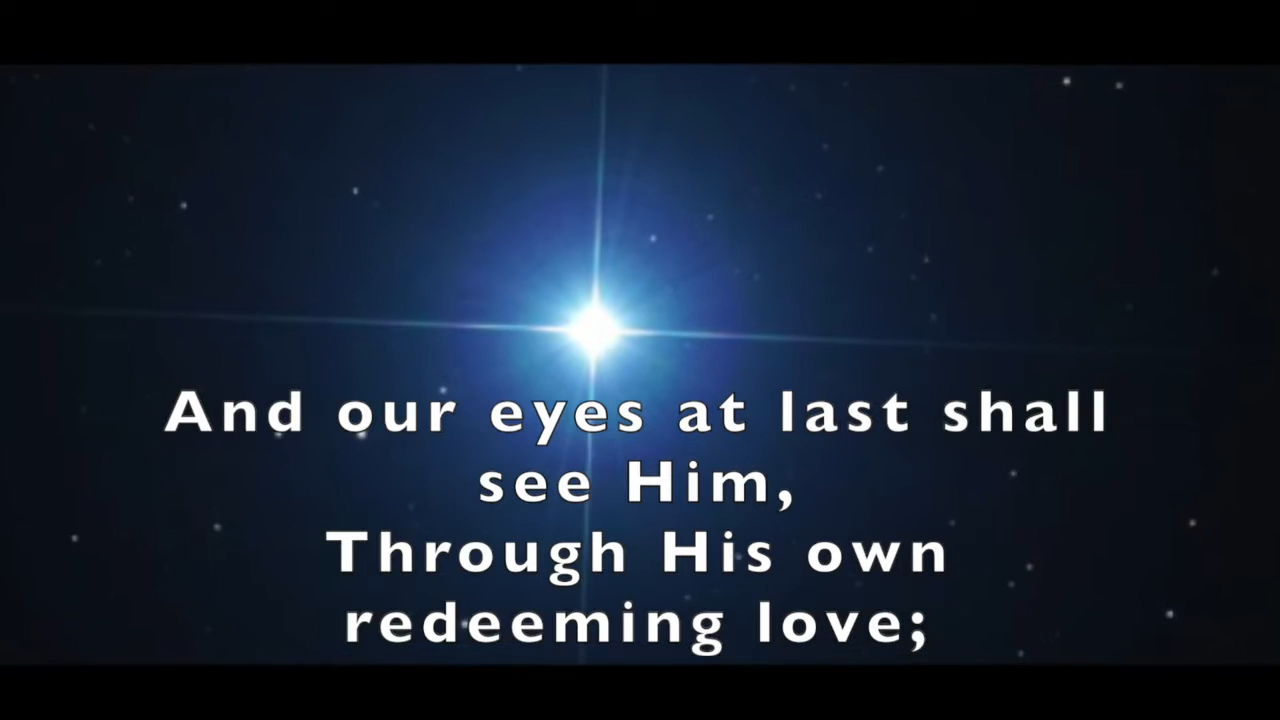 And our eyes at last shall
see Him,
Through His own
redeeming love;